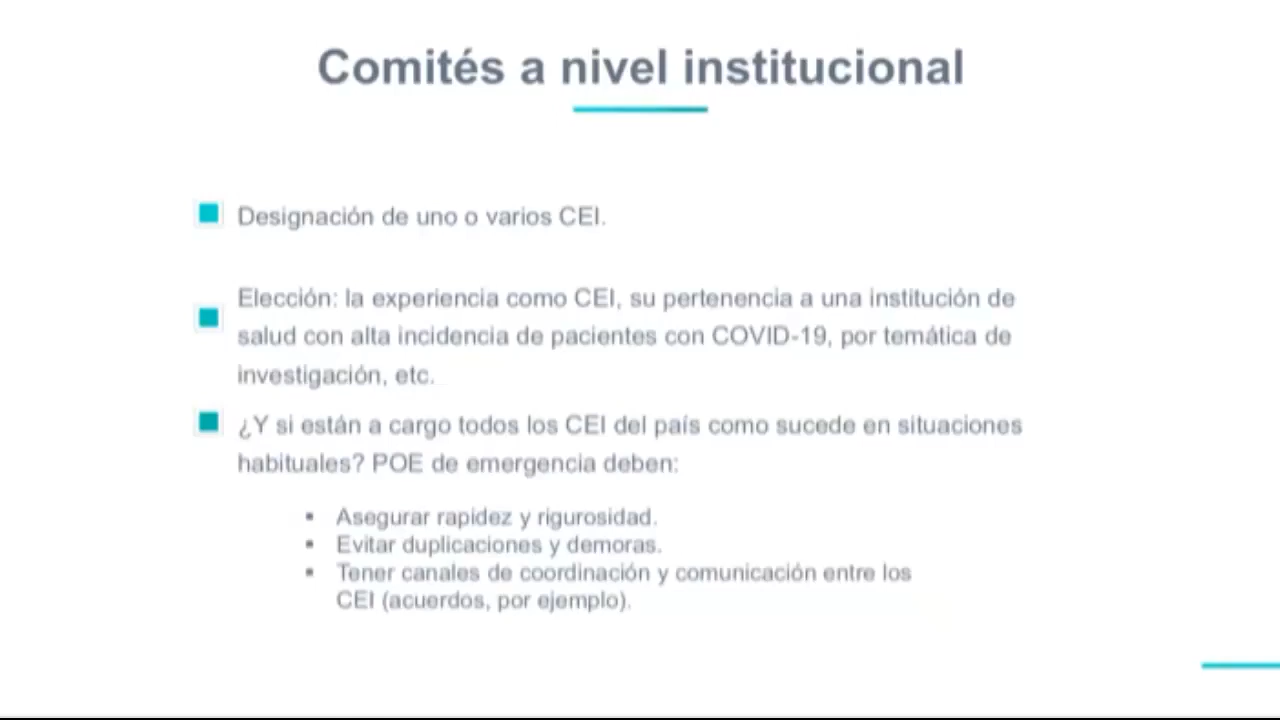 Comités a nivel institucional
Designación de uno o varios CEI.
Elección: la experiencia como CEI, su pertenencia a una institución de
salud con alta incidencia de pacientes con COVID-19, por temática de
investigación, etc.
¿Y si están a cargo todos los CEI del país como sucede en situaciones
habituales? POE de emergencia deben:
▪ Asegurar rapidez y rigurosidad.
▪ Evitar duplicaciones y demoras.
▪ Tener canales de coordinación y comunicación entre los
CEI (acuerdos, por ejemplo).